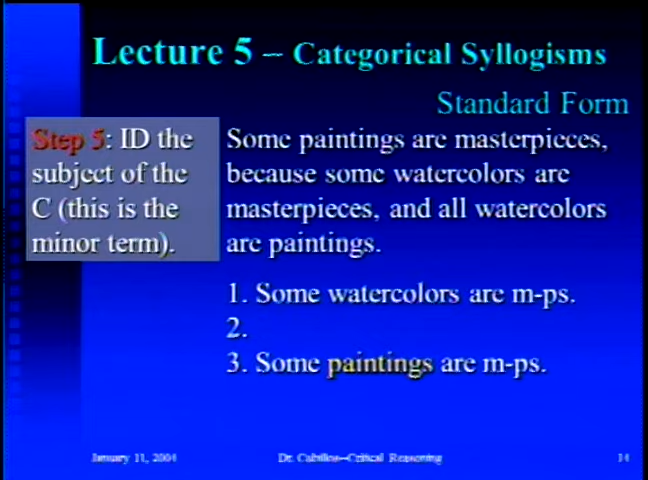 Lecture 5 – Categorical Syllogisms
Standard Form
Step 5: ID the
subject of the
C (this is the
minor term).
Some paintings are masterpieces,
because some watercolors are
masterpieces, and all watercolors
are paintings.
1. Some watercolors are m-ps.
2.
3. Some paintings are m-ps.
January 11, 2004
Dr. –Critical Reasoning
14